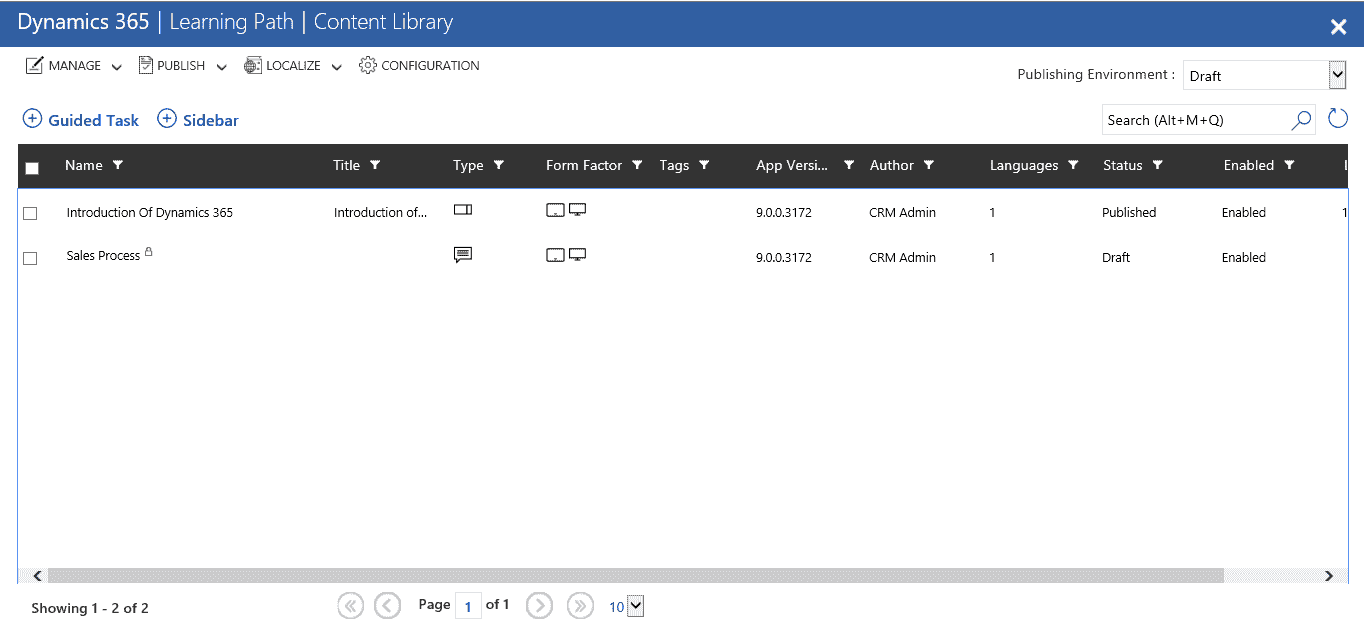 Dynamics 365 | Learning Path | Content Library
MANAGE PUBLISH LOCALIZE CONFIGURATION
Publishing Environment : Draft
Guided Task Sidebar
Search (Alt+M+Q)
Name Title Type Form Factor Tags App Versi... Author Languages Status Enabled
Introduction Of Dynamics 365 Introduction of... 9.0.0.3172 CRM Admin 1 Published Enabled 1
Sales Process 9.0.0.3172 CRM Admin 1 Draft Enabled
Showing 1 - 2 of 2 Page 1 of 1 10